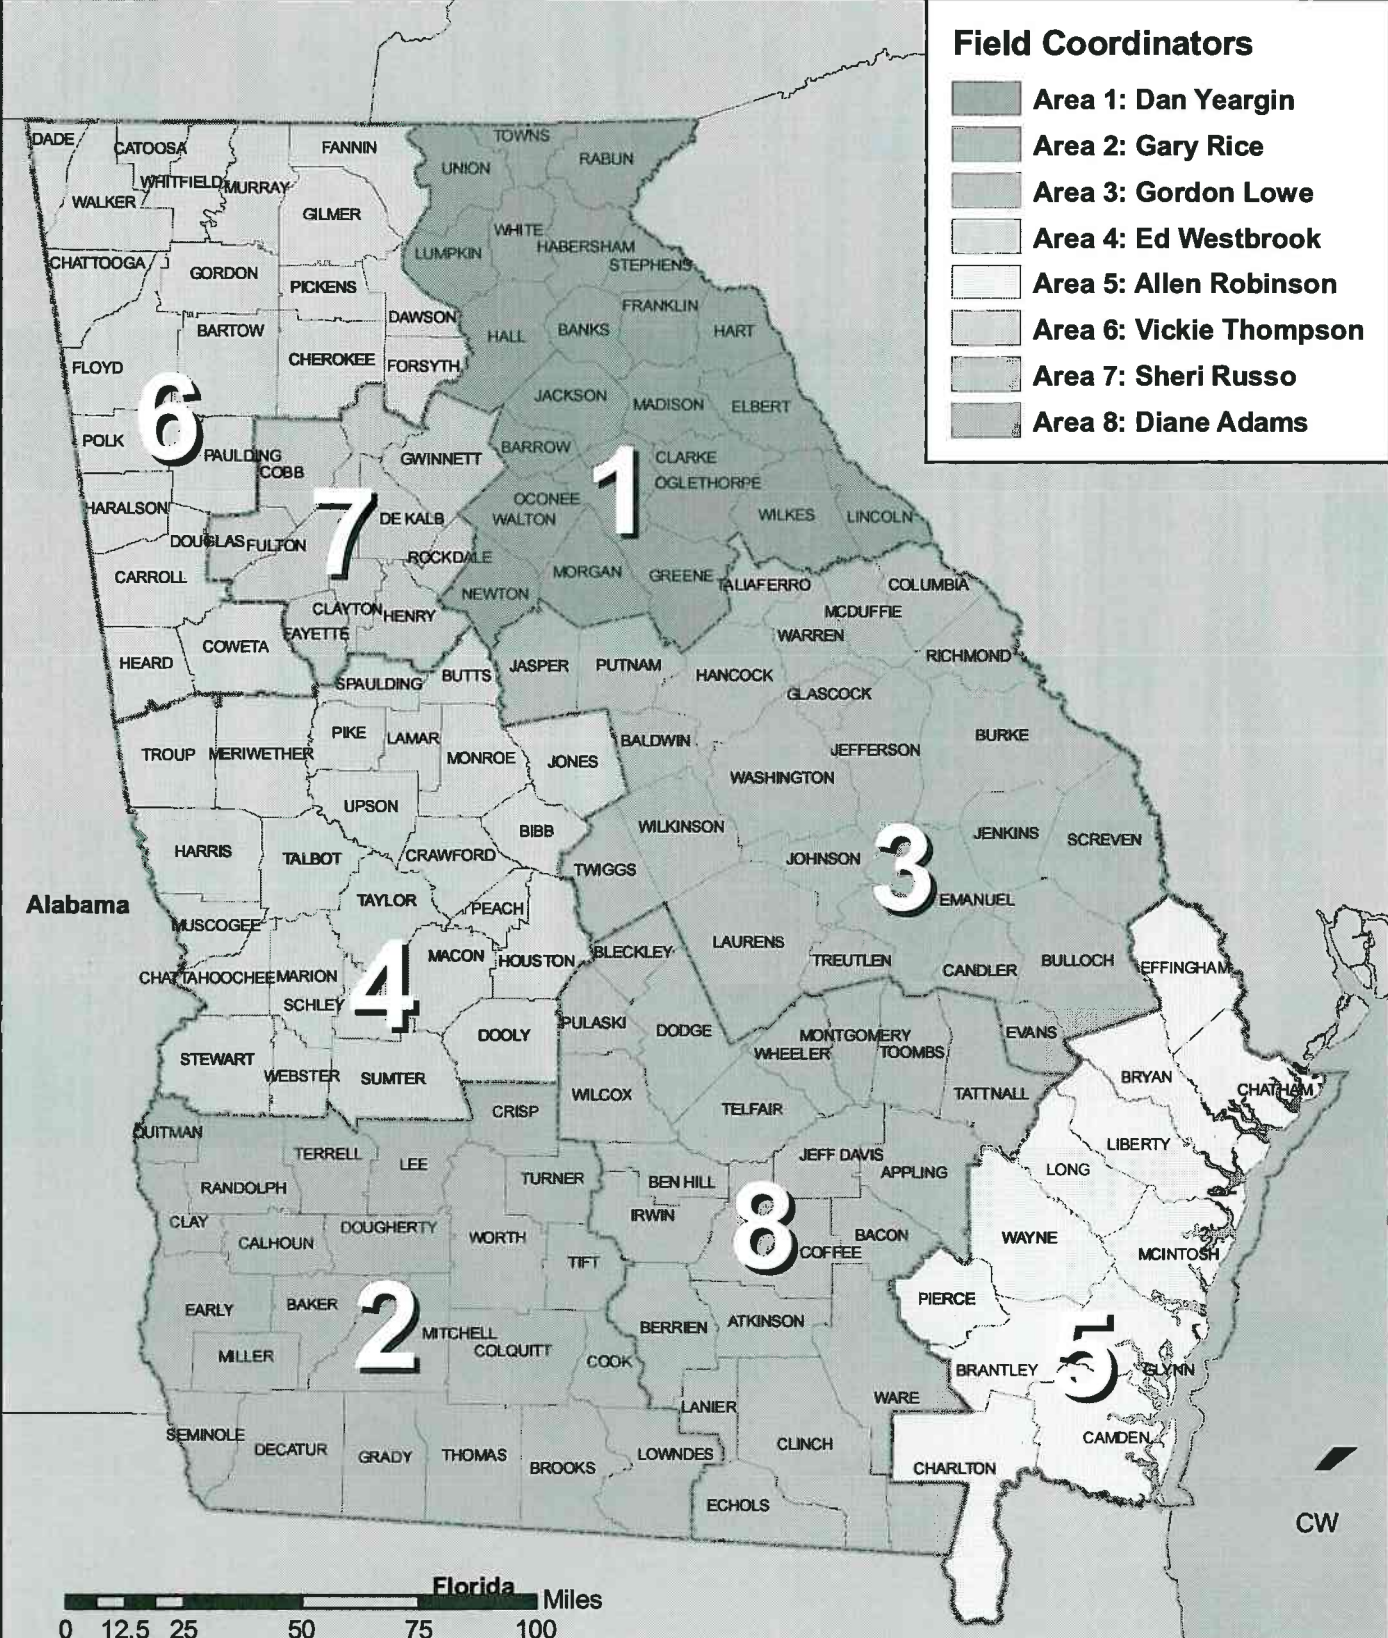 Field Coordinators
Area 1: Dan Yeargin
Area 2: Gary Rice
Area 3: Gordon Lowe
Area 4: Ed Westbrook
Area 5: Allen Robinson
Area 6: Vickie Thompson
Area 7: Sheri Russo
Area 8: Diane Adams
DADE
CATOOSA
FANNIN
TOWNS
UNION
RABUN
WHITFIELD
MURRAY
WALKER
GILMER
WHITE
HABERSHAM
LUMPKIN
STEPHENS
CHATTOOGA
GORDON
PICKENS
FRANKLIN
DAWSON
BARTOW
HALL
BANKS
HART
FLOYD
CHEROKEE
FORSYTH
6
JACKSON
MADISON
ELBERT
POLK
PAULDING
COBB
GWINNETT
BARROW
CLARKE
1
OGLETHORPE
HARALSON
7
DE KALB
OCONEE
WALTON
WILKES
LINCOLN
DOUGLAS
FULTON
ROCKDALE
CARROLL
MORGAN
GREENE
TALIAFERRO
COLUMBIA
NEWTON
CLAYTON
HENRY
MCDUFFIE
FAYETTE
WARREN
COWETA
HEARD
JASPER
PUTNAM
RICHMOND
SPAULDING
BUTTS
HANCOCK
GLASCOCK
TROUP
MERIWETHER
PIKE
LAMAR
MONROE
JONES
BALDWIN
JEFFERSON
BURKE
WASHINGTON
UPSON
BIBB
WILKINSON
HARRIS
TALBOT
CRAWFORD
TWIGGS
JOHNSON
3
JENKINS
SCREVEN
Alabama
TAYLOR
PEACH
EMANUEL
MUSCOGEE
MACON
HOUSTON
BLECKLEY
LAURENS
TREUTLEN
CANDLER
BULLOCH
EFFINGHAM
CHATTAHOOCHEE
MARION
4
SCHLEY
DOOLY
PULASKI
DODGE
MONTGOMERY
WHEELER
TOOMBS
EVANS
STEWART
WEBSTER
SUMTER
WILCOX
TELFAIR
TATTNALL
BRYAN
CHATHAM
CRISP
QUITMAN
TERRELL
LEE
JEFF DAVIS
APPLING
LIBERTY
LONG
RANDOLPH
TURNER
BEN HILL
CLAY
CALHOUN
DOUGHERTY
WORTH
IRWIN
8
COFFEE
BACON
WAYNE
MCINTOSH
TIFT
EARLY
BAKER
2
MITCHELL
BERRIEN
ATKINSON
PIERCE
MILLER
COLQUITT
COOK
BRANTLEY
5
GLYNN
SEMINOLE
DECATUR
GRADY
THOMAS
BROOKS
LOWNDES
LANIER
CLINCH
WARE
CAMDEN
CHARLTON
ECHOLS
CW
Florida
Miles
0 12.5 25 50 75 100